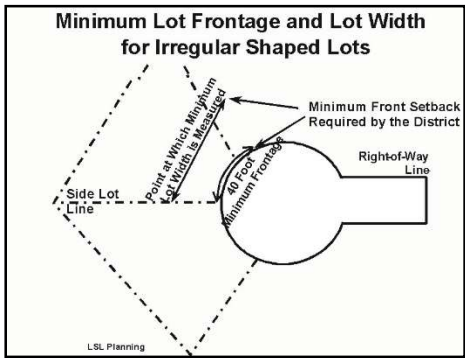 Minimum Lot Frontage and Lot Width
for Irregular Shaped Lots
Point at Which Minimum
Lot Width is Measured
Minimum Front Setback
Required by the District
Right-of-Way
Line
40 Foot
Minimum Frontage
Side Lot
Line
LSL Planning